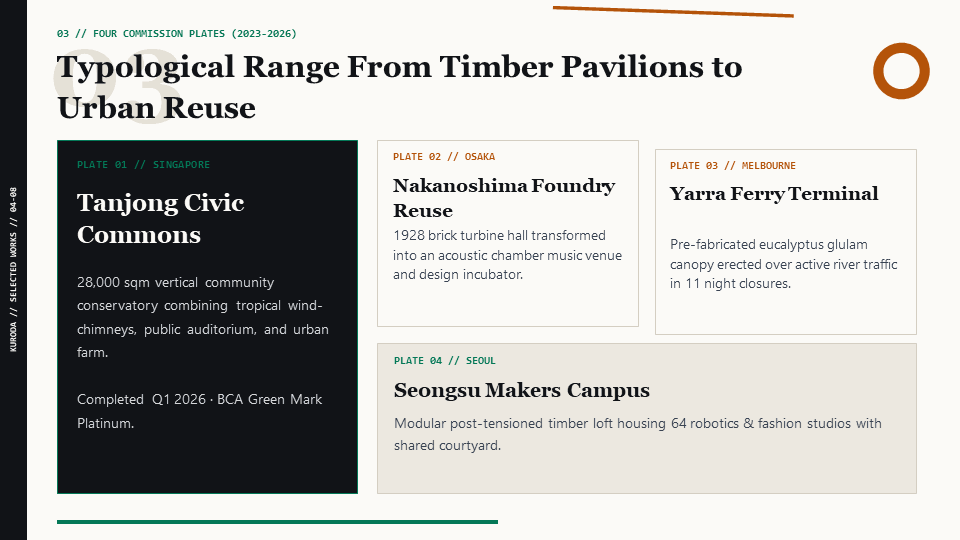 03 // FOUR COMMISSION PLATES (2023–2026)
03
Typological Range From Timber Pavilions to
Urban Reuse
KURODA // SELECTED WORKS // 04-08
PLATE 01 // SINGAPORE
Tanjong Civic
Commons
28,000 sqm vertical community
conservatory combining tropical wind-
chimneys, public auditorium, and urban
farm.
Completed Q1 2026 · BCA Green Mark
Platinum.
PLATE 02 // OSAKA
Nakanoshima Foundry
Reuse
1928 brick turbine hall transformed
into an acoustic chamber music venue
and design incubator.
PLATE 03 // MELBOURNE
Yarra Ferry Terminal
Pre-fabricated eucalyptus glulam
canopy erected over active river traffic
in 11 night closures.
PLATE 04 // SEOUL
Seongsu Makers Campus
Modular post-tensioned timber loft housing 64 robotics & fashion studios with
shared courtyard.